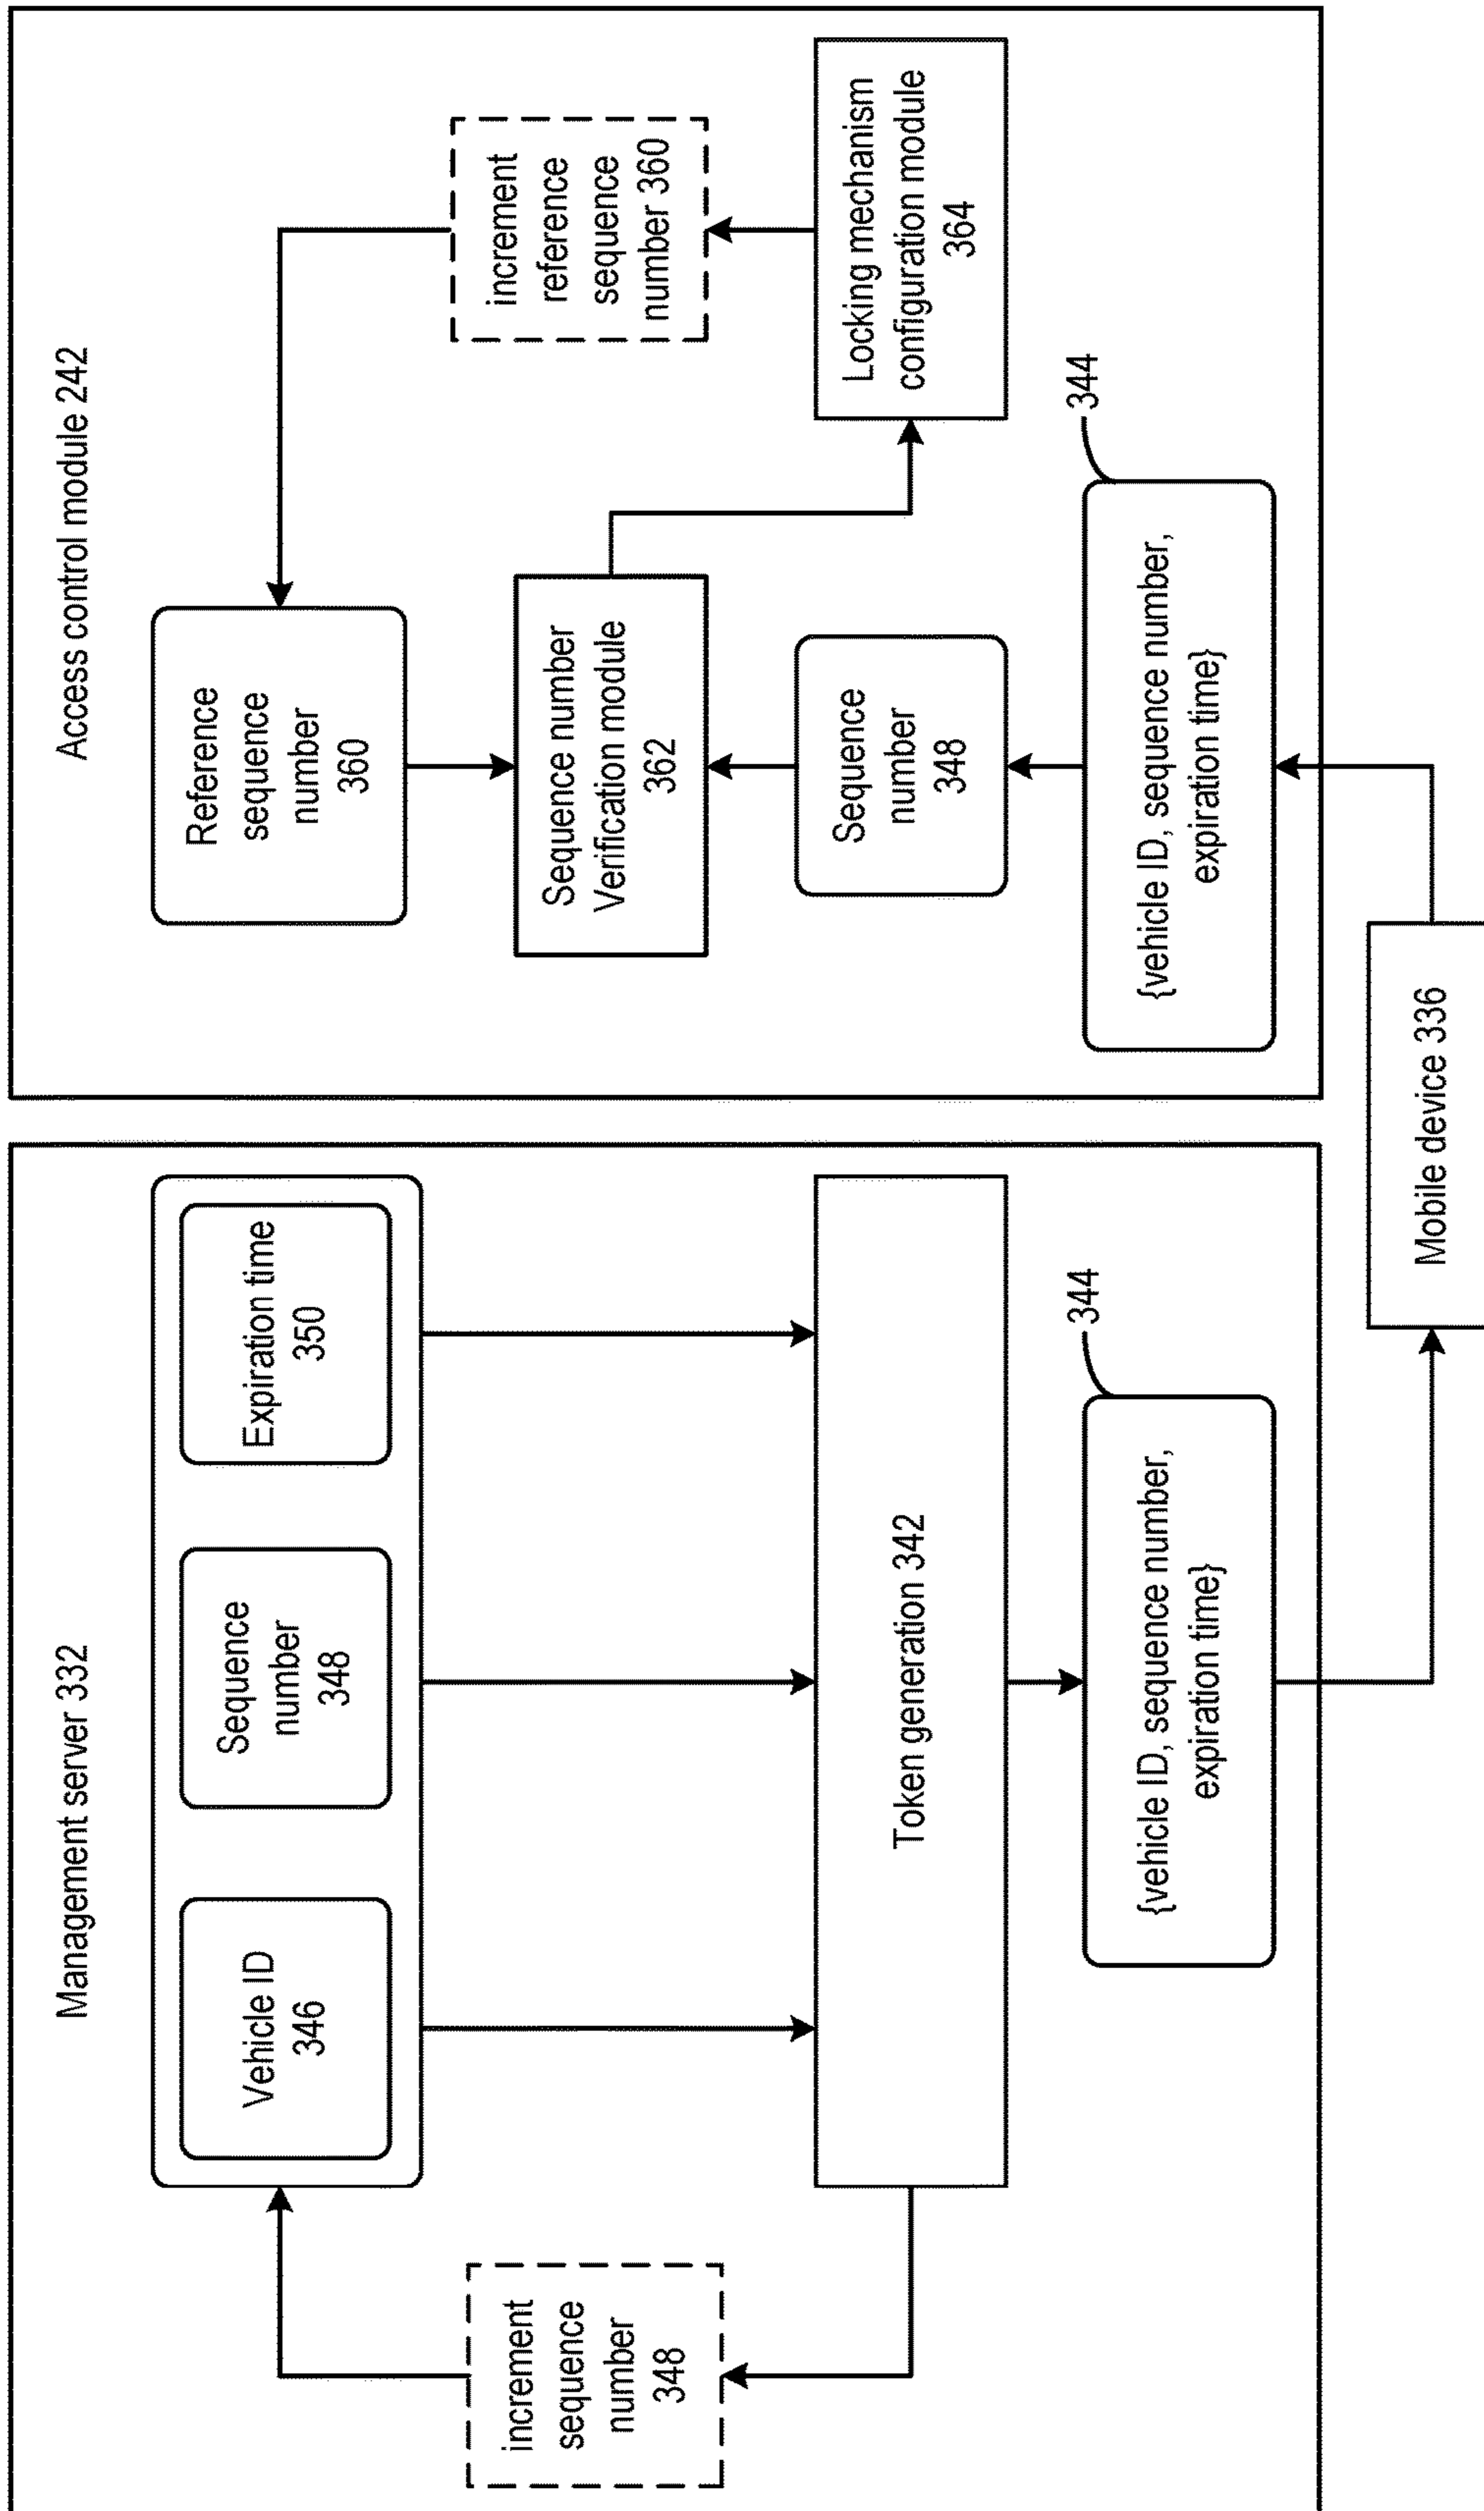 Management server 332
Vehicle ID
346
Sequence
number
348
Expiration time
350
increment
sequence
number
348
Token generation 342
344
{vehicle ID, sequence number,
expiration time}
Mobile device 336
Access control module 242
Reference
sequence
number
360
increment
reference
sequence
number 360
Sequence number
Verification module
362
Sequence
number
348
Locking mechanism
configuration module
364
344
{vehicle ID, sequence number,
expiration time}